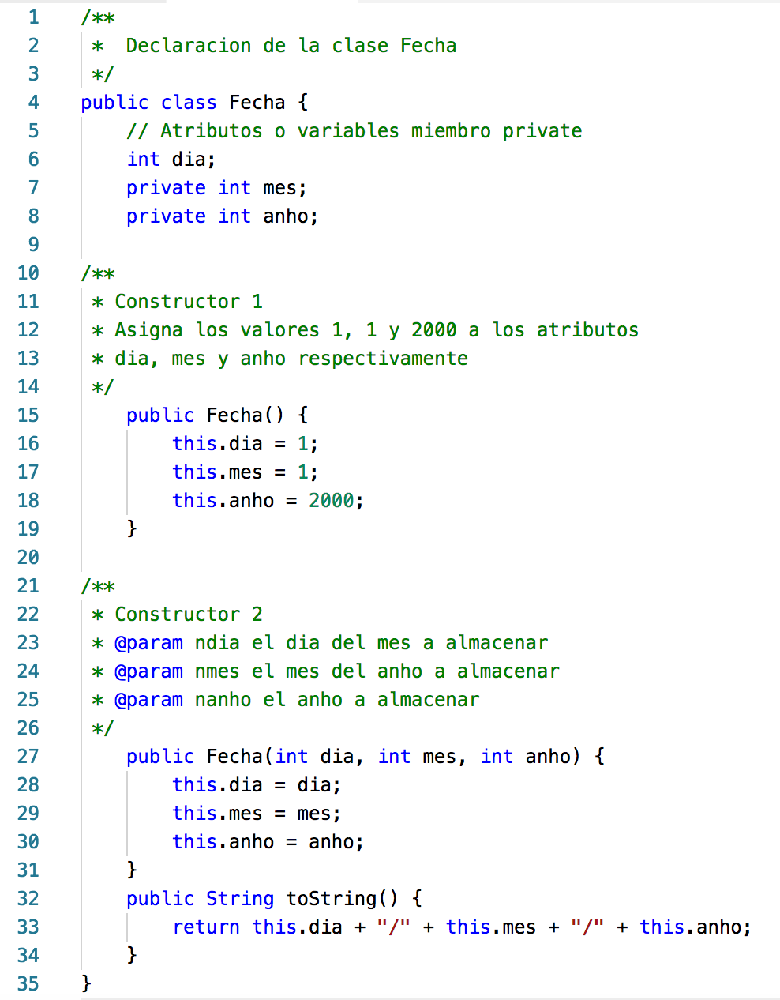 1 /**
2 *  Declaracion de la clase Fecha
3 */
4 public class Fecha {
5 // Atributos o variables miembro private
6 int dia;
7 private int mes;
8 private int anho;
9
10 /**
11 * Constructor 1
12 * Asigna los valores 1, 1 y 2000 a los atributos
13 * dia, mes y anho respectivamente
14 */
15 public Fecha() {
16 this.dia = 1;
17 this.mes = 1;
18 this.anho = 2000;
19 }
20
21 /**
22 * Constructor 2
23 * @param ndia el dia del mes a almacenar
24 * @param nmes el mes del anho a almacenar
25 * @param nanho el anho a almacenar
26 */
27 public Fecha(int dia, int mes, int anho) {
28 this.dia = dia;
29 this.mes = mes;
30 this.anho = anho;
31 }
32 public String toString() {
33 return this.dia + "/" + this.mes + "/" + this.anho;
34 }
35 }